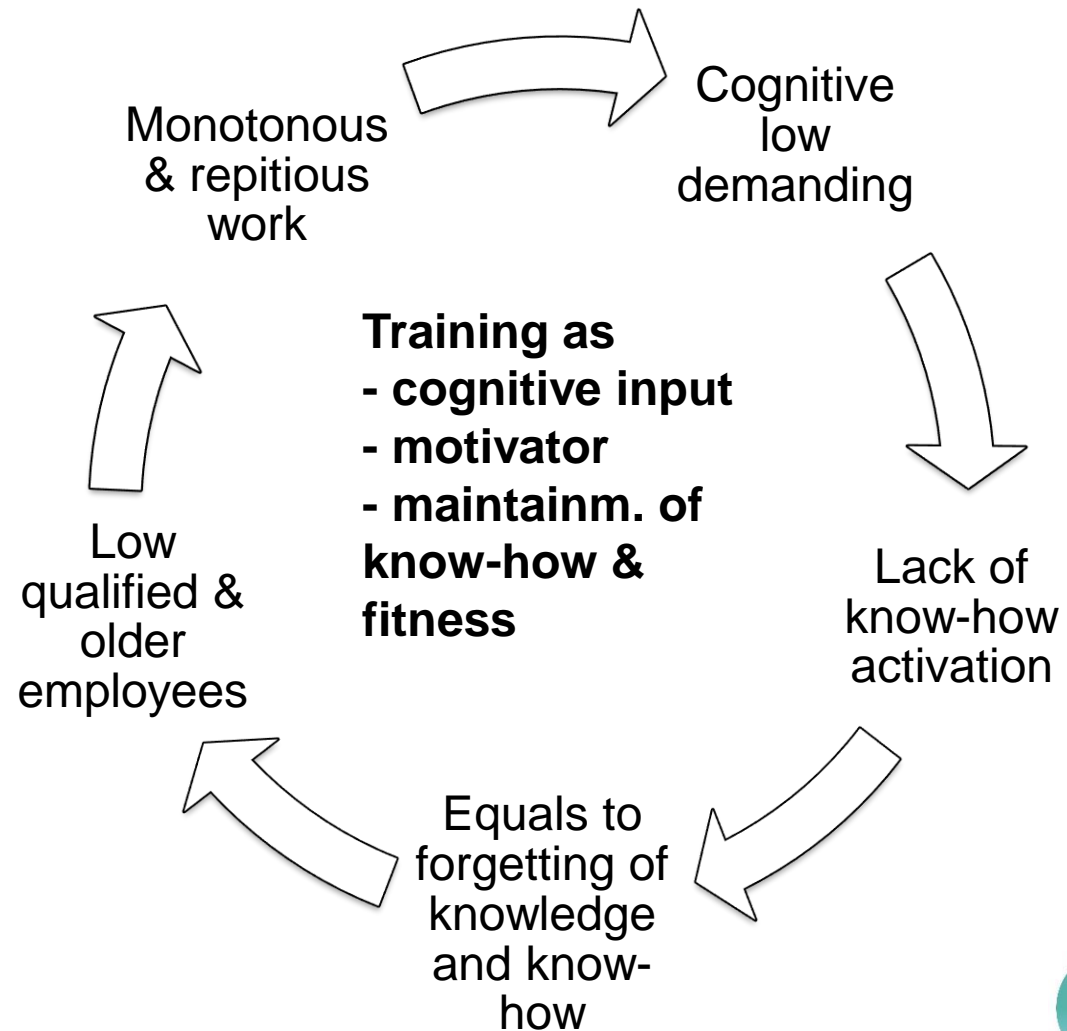 Monotonous
& repitious
work
Cognitive
low
demanding
Training as
- cognitive input
- motivator
- maintainm. of
know-how &
fitness
Lack of
know-how
activation
Equals to
forgetting of
knowledge
and know-
how
Low
qualified &
older
employees